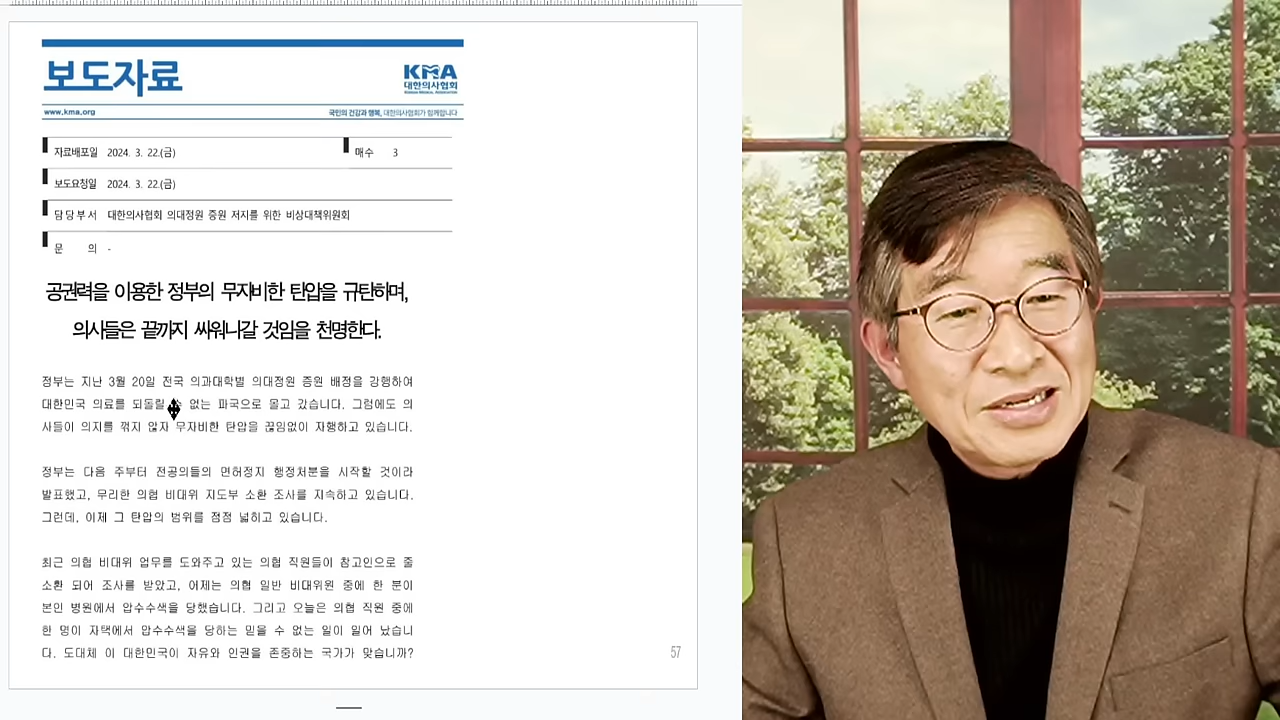 보도자료
KMA
대한의사협회
KOREAN MEDICAL ASSOCIATION
www.kma.org
국민의 건강과 행복, 대한의사협회가 함께합니다
자료배포일 2024. 3. 22.(금)
매수 3
보도요청일 2024. 3. 22.(금)
담당부서 대한의사협회 의대정원 증원 저지를 위한 비상대책위원회
문 의 -
공권력을 이용한 정부의 무자비한 탄압을 규탄하며,
의사들은 끝까지 싸워나갈 것임을 천명한다.
정부는 지난 3월 20일 전국 의과대학별 의대정원 증원 배정을 강행하여
대한민국 의료를 되돌릴 없는 파국으로 몰고 갔습니다. 그럼에도 의
사들이 의지를 꺾지 않자 무자비한 탄압을 끊임없이 자행하고 있습니다.
정부는 다음 주부터 전공의들의 면허정지 행정처분을 시작할 것이라
발표했고, 무리한 의협 비대위 지도부 소환 조사를 지속하고 있습니다.
그런데, 이제 그 탄압의 범위를 점점 넓히고 있습니다.
최근 의협 비대위 업무를 도와주고 있는 의협 직원들이 참고인으로 줄
소환 되어 조사를 받았고, 어제는 의협 일반 비대위원 중에 한 분이
본인 병원에서 압수수색을 당했습니다. 그리고 오늘은 의협 직원 중에
한 명이 자택에서 압수수색을 당하는 믿을 수 없는 일이 일어 났습니
다. 도대체 이 대한민국이 자유와 인권을 존중하는 국가가 맞습니까?
57